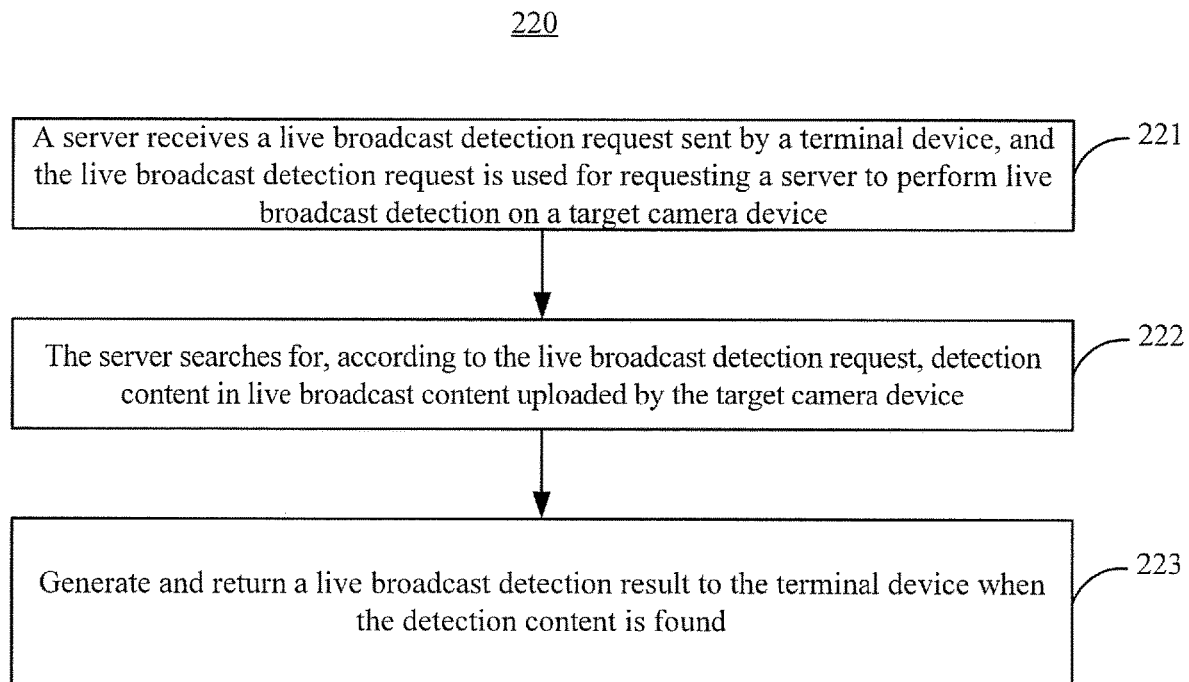 220
A server receives a live broadcast detection request sent by a terminal device, and
the live broadcast detection request is used for requesting a server to perform live
broadcast detection on a target camera device
221
The server searches for, according to the live broadcast detection request, detection
content in live broadcast content uploaded by the target camera device
222
Generate and return a live broadcast detection result to the terminal device when
the detection content is found
223